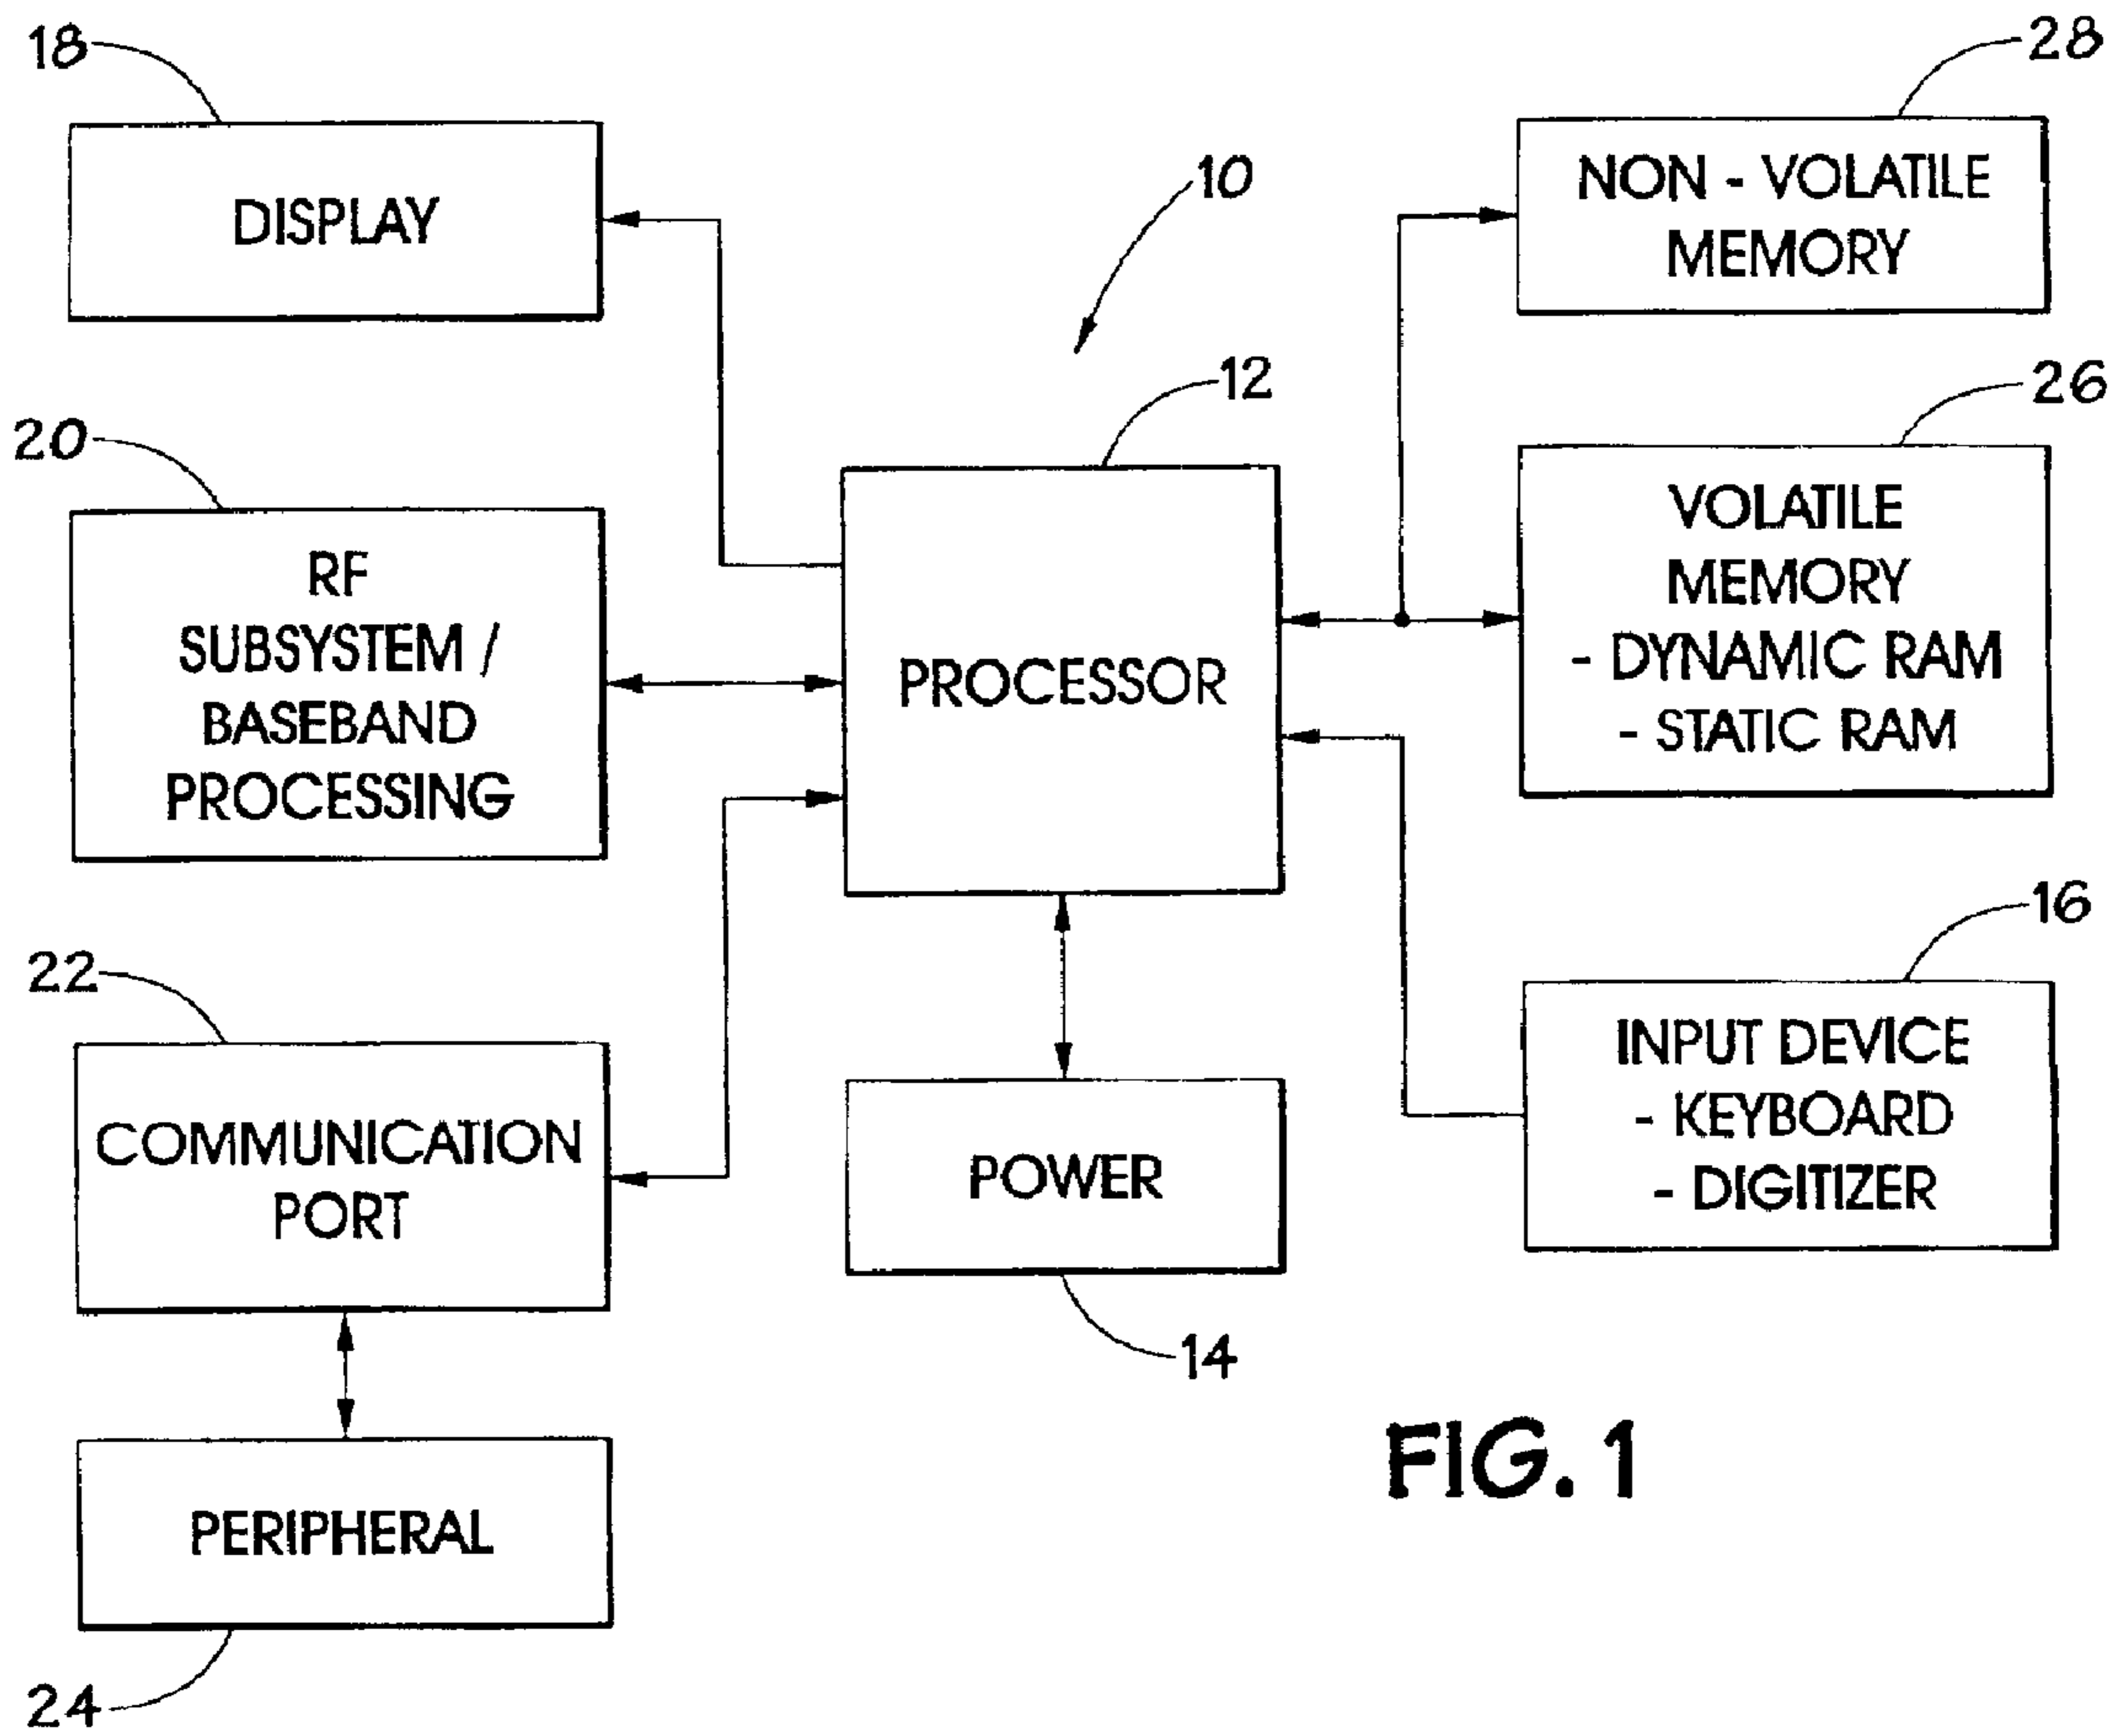 18
DISPLAY
10
28
NON - VOLATILE
MEMORY
20
RF
SUBSYSTEM /
BASEBAND
PROCESSING
12
PROCESSOR
26
VOLATILE
MEMORY
- DYNAMIC RAM
- STATIC RAM
22
COMMUNICATION
PORT
POWER
14
16
INPUT DEVICE
- KEYBOARD
- DIGITIZER
PERIPHERAL
24
FIG. 1